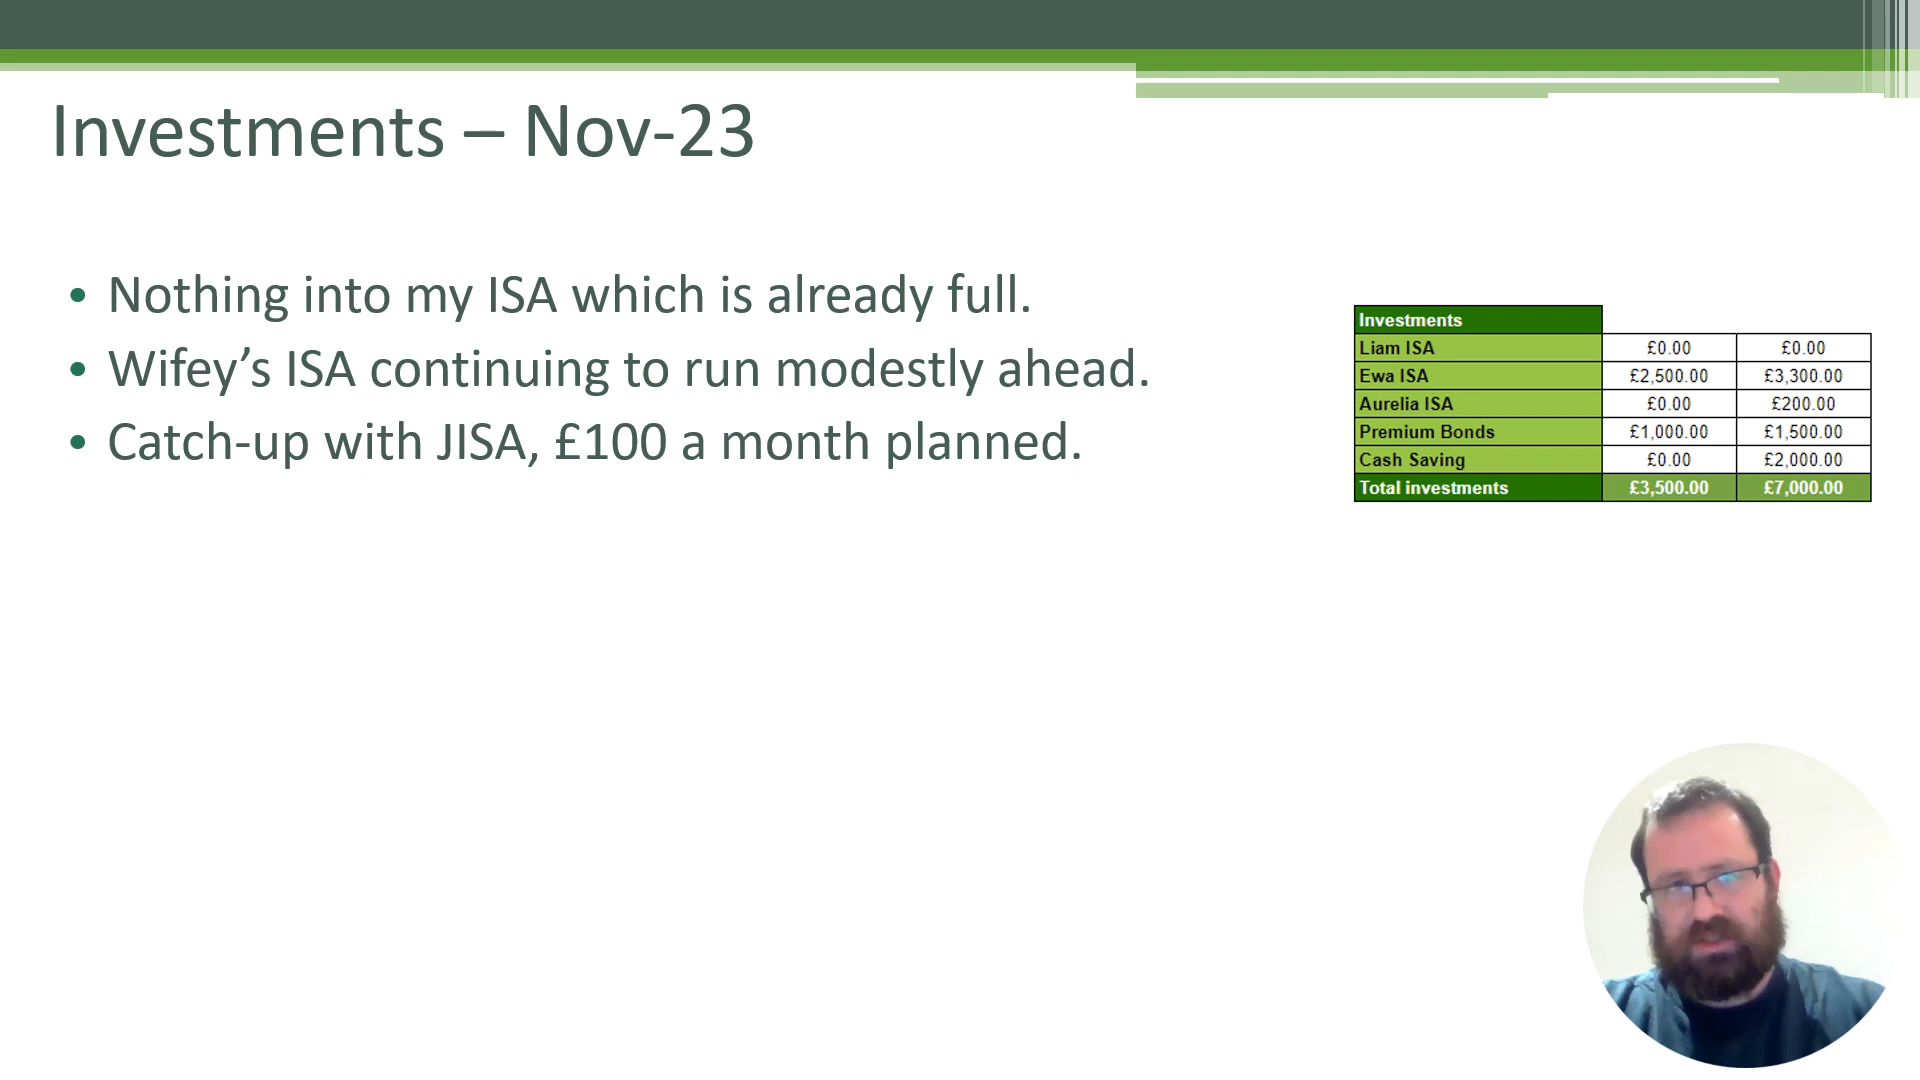 Investments – Nov-23
• Nothing into my ISA which is already full.
• Wifey’s ISA continuing to run modestly ahead.
• Catch-up with JISA, £100 a month planned.
Investments
Liam ISA £0.00 £0.00
Ewa ISA £2,500.00 £3,300.00
Aurelia ISA £0.00 £200.00
Premium Bonds £1,000.00 £1,500.00
Cash Saving £0.00 £2,000.00
Total investments £3,500.00 £7,000.00